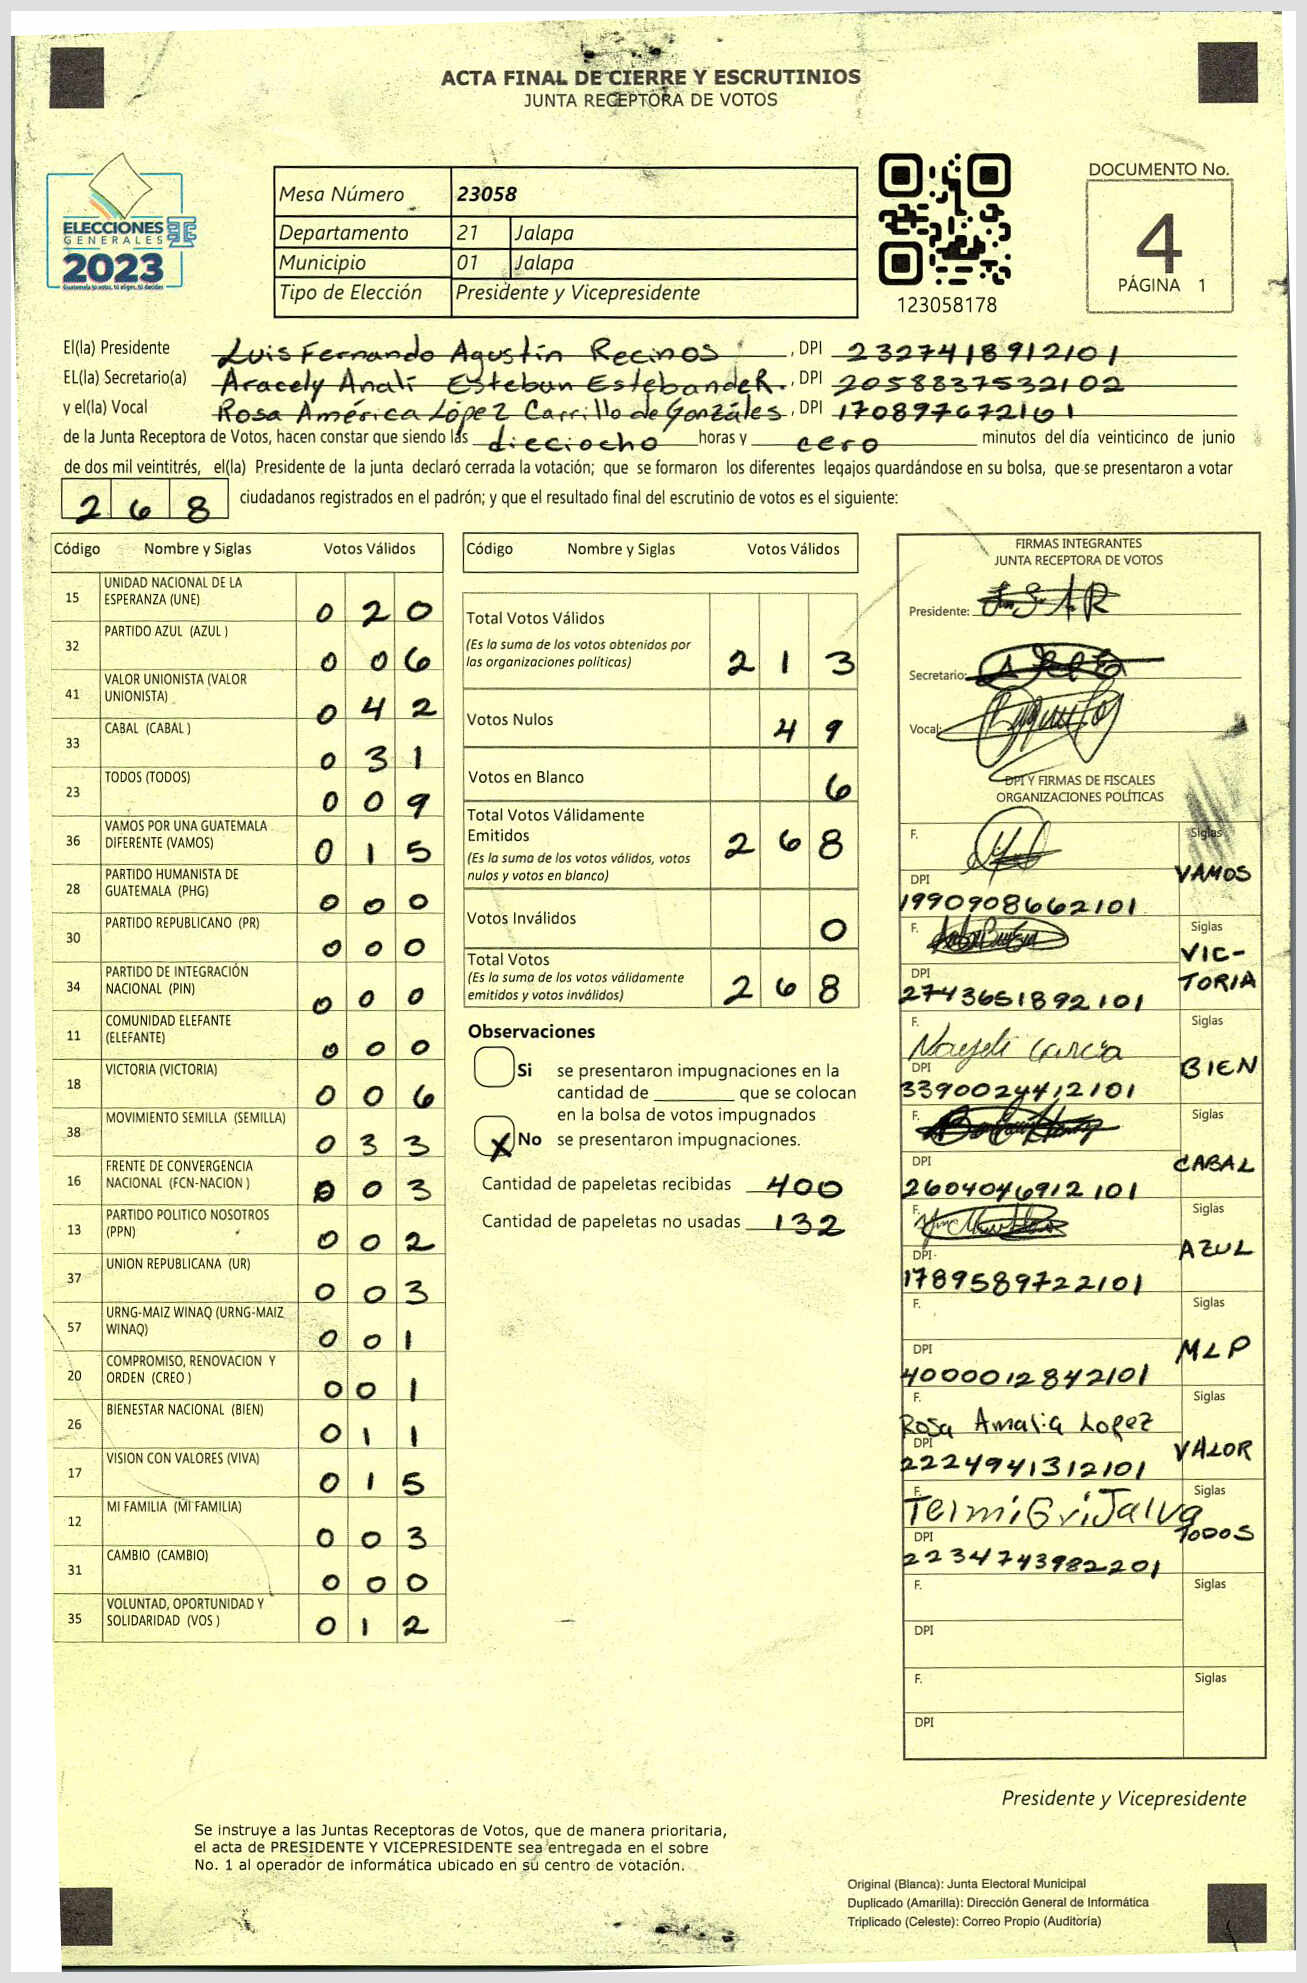 ACTA FINAL DE CIERRE Y ESCRUTINIOS
JUNTA RECEPTORA DE VOTOS
ELECCIONES
GENERALES
2023
Guatemala tú votas, tú eliges, tú decides
Mesa Número 23058
Departamento 21 Jalapa
Municipio 01 Jalapa
Tipo de Elección Presidente y Vicepresidente
123058178
DOCUMENTO No.
4
PÁGINA 1
El(la) Presidente Luis Fernando Agustín Recinos , DPI 2327418912101
EL(la) Secretario(a) Aracely Analí Esteban Estebander. , DPI 2058837532102
y el(la) Vocal Rosa América López Carrillo de Gonzáles , DPI 170897672101
de la Junta Receptora de Votos, hacen constar que siendo las dieciocho horas y cero minutos del día veinticinco de junio
de dos mil veintitrés, el(la) Presidente de la junta declaró cerrada la votación; que se formaron los diferentes legajos guardándose en su bolsa, que se presentaron a votar
268 ciudadanos registrados en el padrón; y que el resultado final del escrutinio de votos es el siguiente:
Código Nombre y Siglas Votos Válidos
15 UNIDAD NACIONAL DE LA
ESPERANZA (UNE) 0 2 0
32 PARTIDO AZUL (AZUL ) 0 0 6
41 VALOR UNIONISTA (VALOR
UNIONISTA) 0 4 2
33 CABAL (CABAL ) 0 3 1
23 TODOS (TODOS) 0 0 9
36 VAMOS POR UNA GUATEMALA
DIFERENTE (VAMOS) 0 1 5
28 PARTIDO HUMANISTA DE
GUATEMALA (PHG) 0 0 0
30 PARTIDO REPUBLICANO (PR) 0 0 0
34 PARTIDO DE INTEGRACIÓN
NACIONAL (PIN) 0 0 0
11 COMUNIDAD ELEFANTE
(ELEFANTE) 0 0 0
18 VICTORIA (VICTORIA) 0 0 6
38 MOVIMIENTO SEMILLA (SEMILLA) 0 3 3
16 FRENTE DE CONVERGENCIA
NACIONAL (FCN-NACION ) 0 0 3
13 PARTIDO POLITICO NOSOTROS
(PPN) 0 0 2
37 UNION REPUBLICANA (UR) 0 0 3
57 URNG-MAIZ WINAQ (URNG-MAIZ
WINAQ) 0 0 1
20 COMPROMISO, RENOVACION Y
ORDEN (CREO ) 0 0 1
26 BIENESTAR NACIONAL (BIEN) 0 1 1
17 VISION CON VALORES (VIVA) 0 1 5
12 MI FAMILIA (MI FAMILIA) 0 0 3
31 CAMBIO (CAMBIO) 0 0 0
35 VOLUNTAD, OPORTUNIDAD Y
SOLIDARIDAD (VOS ) 0 1 2
Código Nombre y Siglas Votos Válidos
Total Votos Válidos
(Es la suma de los votos obtenidos por
las organizaciones políticas) 2 1 3
Votos Nulos 4 9
Votos en Blanco 6
Total Votos Válidamente
Emitidos
(Es la suma de los votos válidos, votos
nulos y votos en blanco) 2 6 8
Votos Inválidos 0
Total Votos
(Es la suma de los votos válidamente
emitidos y votos inválidos) 2 6 8
Observaciones
Si se presentaron impugnaciones en la
cantidad de ________ que se colocan
en la bolsa de votos impugnados
X No se presentaron impugnaciones.
Cantidad de papeletas recibidas 400
Cantidad de papeletas no usadas 132
FIRMAS INTEGRANTES
JUNTA RECEPTORA DE VOTOS
Presidente:
Secretario:
Vocal:
DPI Y FIRMAS DE FISCALES
ORGANIZACIONES POLÍTICAS
F. Siglas
VAMOS
DPI
1990908662101
F. Siglas
VIC-
TORIA
DPI
2743651892101
F. Siglas
Nayeli García
BIEN
DPI
3390024412101
F. Siglas
DPI CABAL
2604046912101
F. Siglas
AZUL
DPI
1789589722101
F. Siglas
DPI MLP
4000012842101
F. Siglas
Rosa Amalia Lopez
DPI VALOR
2224941312101
F. Siglas
Telmi Grijalva
DPI TODOS
2234743982201
F. Siglas
DPI
F. Siglas
DPI
Presidente y Vicepresidente
Se instruye a las Juntas Receptoras de Votos, que de manera prioritaria,
el acta de PRESIDENTE Y VICEPRESIDENTE sea entregada en el sobre
No. 1 al operador de informática ubicado en su centro de votación.
Original (Blanca): Junta Electoral Municipal
Duplicado (Amarilla): Dirección General de Informática
Triplicado (Celeste): Correo Propio (Auditoría)